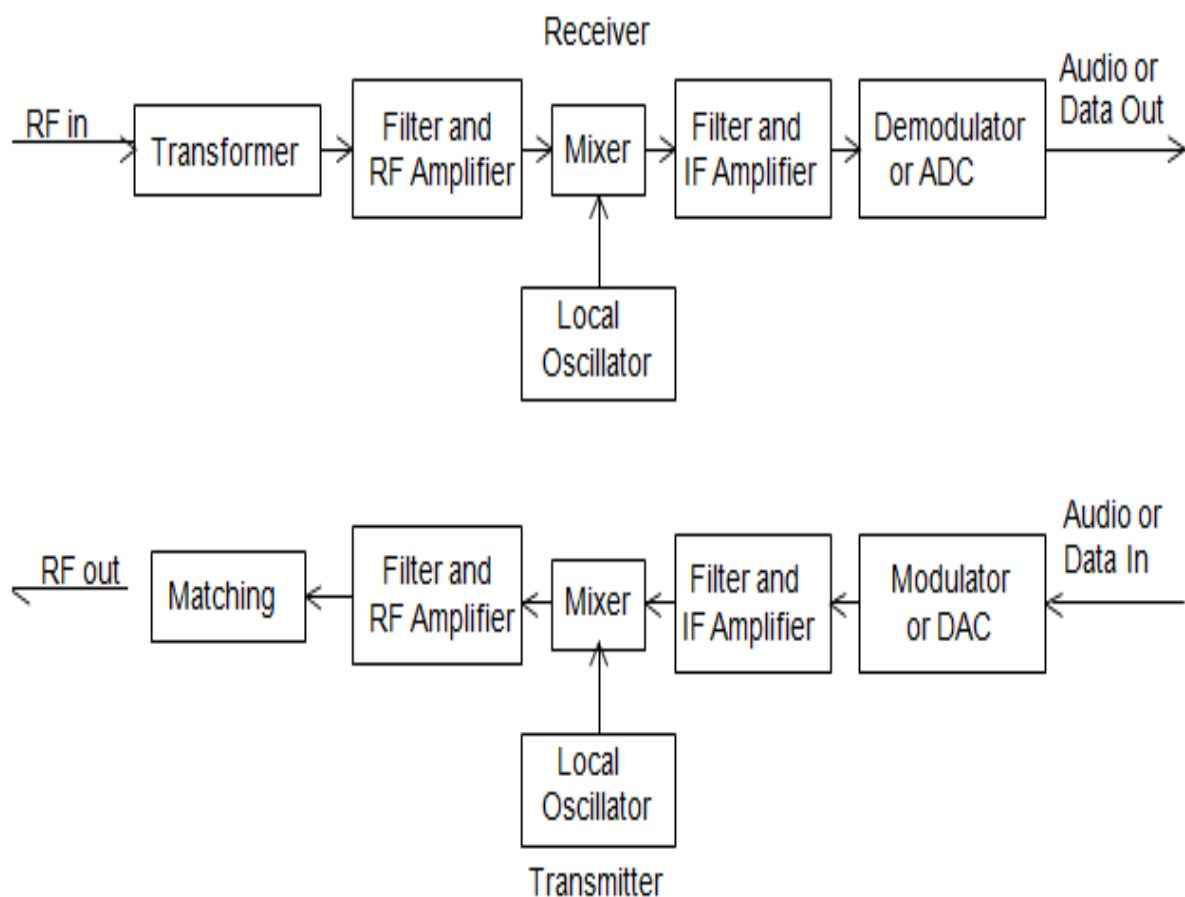 Receiver
RF in
Transformer
Filter and
RF Amplifier
Mixer
Filter and
IF Amplifier
Demodulator
or ADC
Audio or
Data Out
Local
Oscillator
RF out
Matching
Filter and
RF Amplifier
Mixer
Filter and
IF Amplifier
Modulator
or DAC
Audio or
Data In
Local
Oscillator
Transmitter